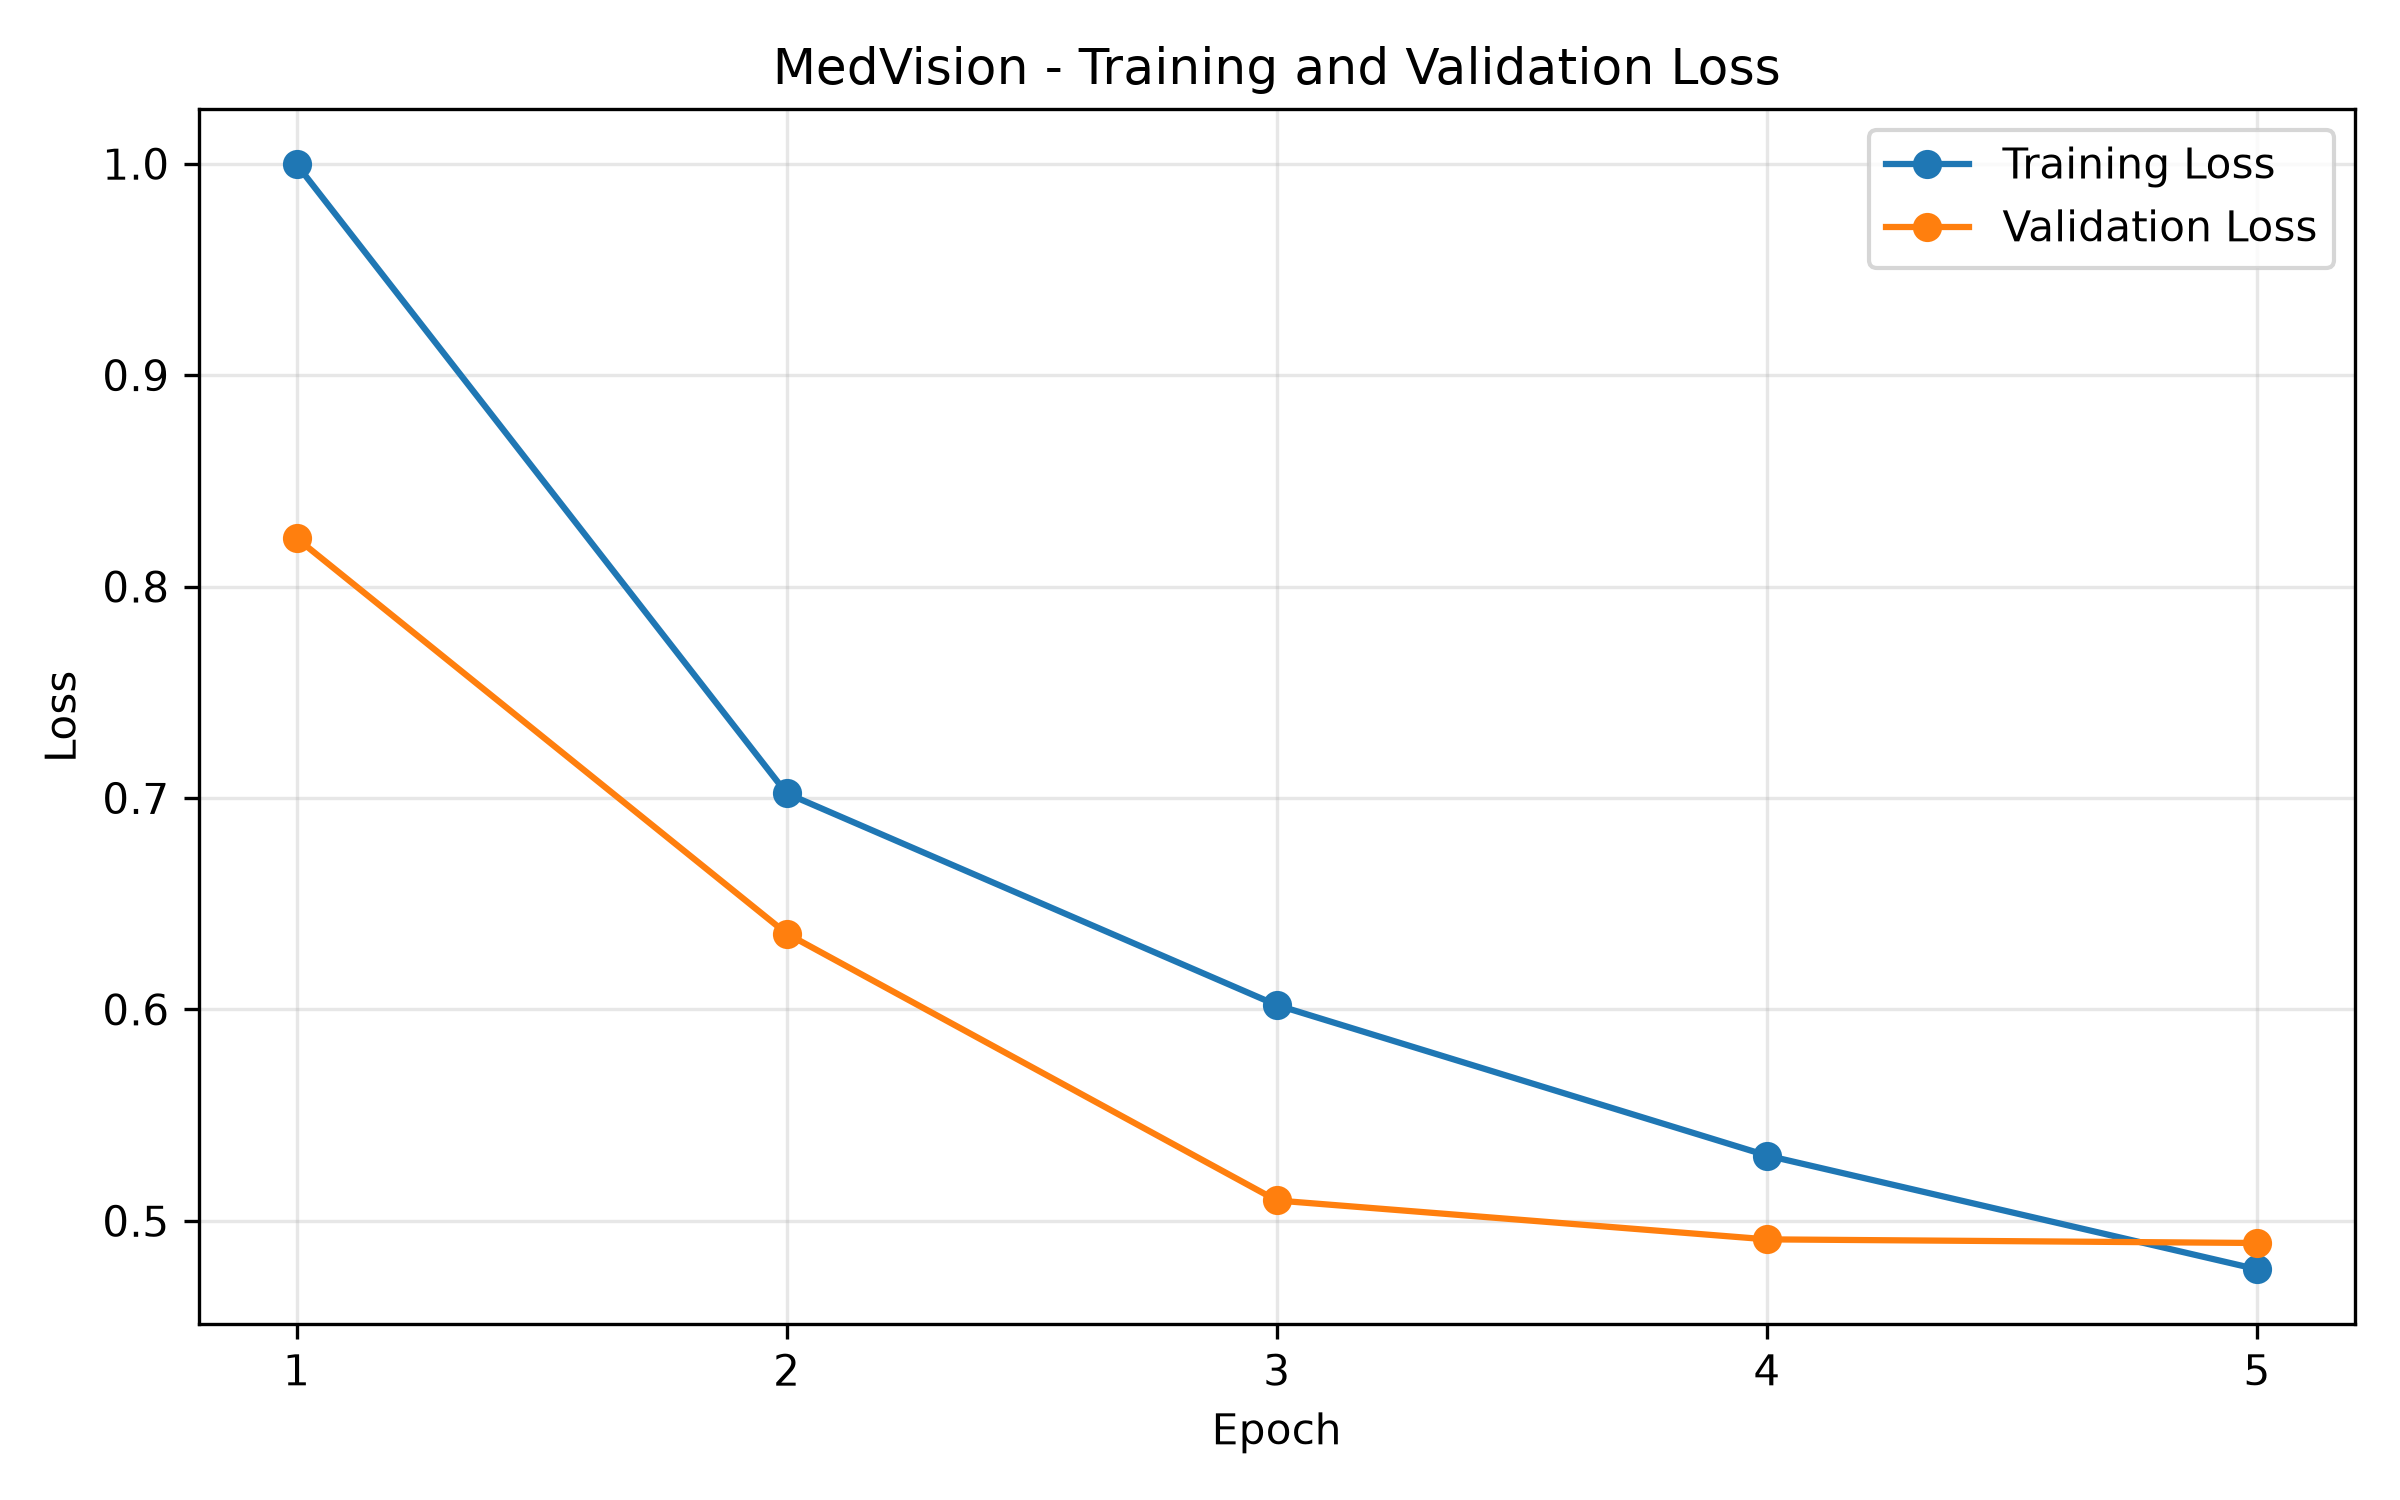 MedVision - Training and Validation Loss
Training Loss
Validation Loss
1.0
0.9
0.8
0.7
0.6
0.5
Loss
1 2 3 4 5
Epoch